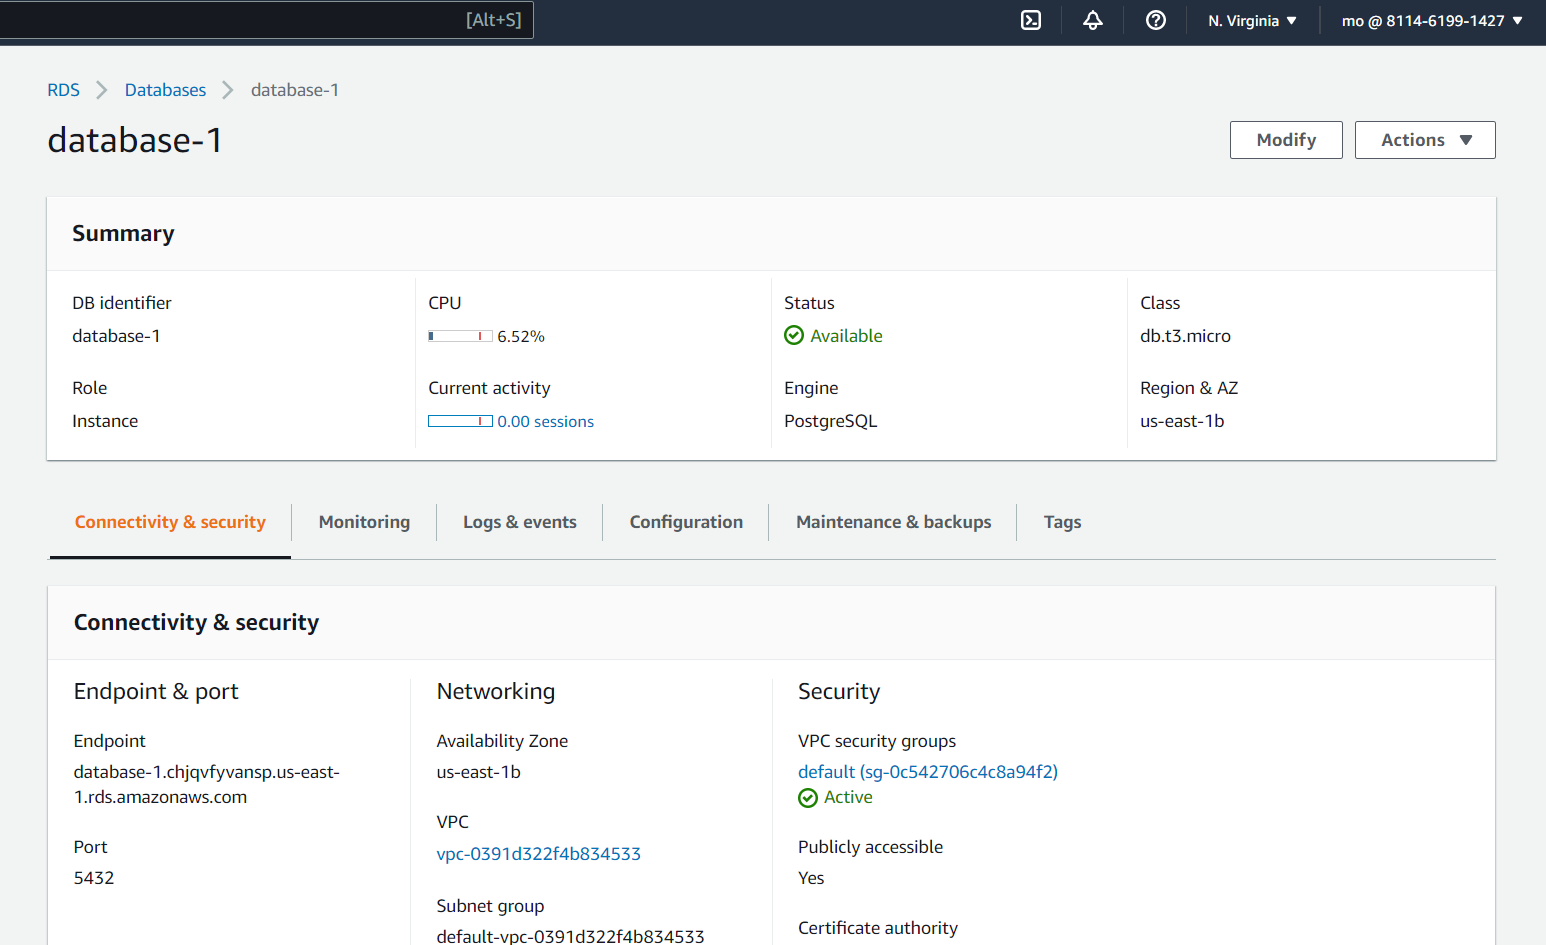 [Alt+S]
N. Virginia ▼
mo @ 8114-6199-1427 ▼
RDS > Databases > database-1
database-1
Modify
Actions ▼
Summary
DB identifier
database-1
CPU
6.52%
Status
Available
Class
db.t3.micro
Role
Instance
Current activity
0.00 sessions
Engine
PostgreSQL
Region & AZ
us-east-1b
Connectivity & security
Monitoring
Logs & events
Configuration
Maintenance & backups
Tags
Connectivity & security
Endpoint & port
Endpoint
database-1.chjqvfyvansp.us-east-
1.rds.amazonaws.com
Port
5432
Networking
Availability Zone
us-east-1b
VPC
vpc-0391d322f4b834533
Subnet group
default-vpc-0391d322f4b834533
Security
VPC security groups
default (sg-0c542706c4c8a94f2)
Active
Publicly accessible
Yes
Certificate authority